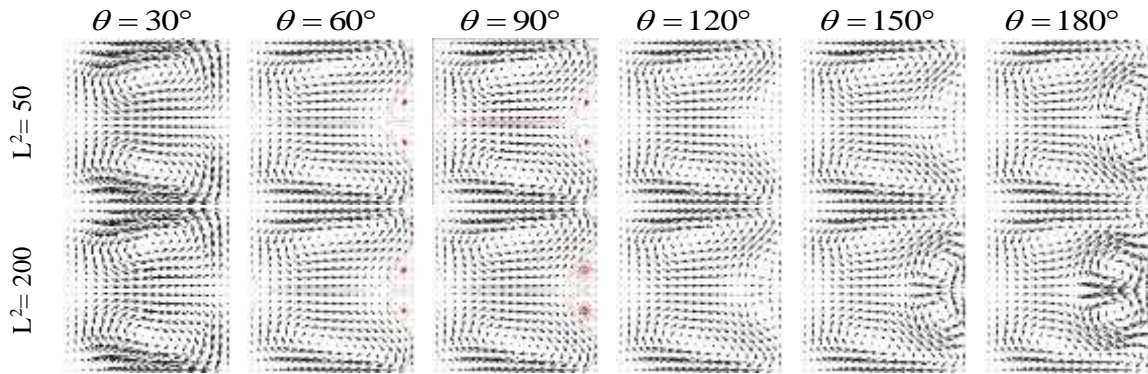 θ = 30° θ = 60° θ = 90° θ = 120° θ = 150° θ = 180°
L²= 50
L²= 200